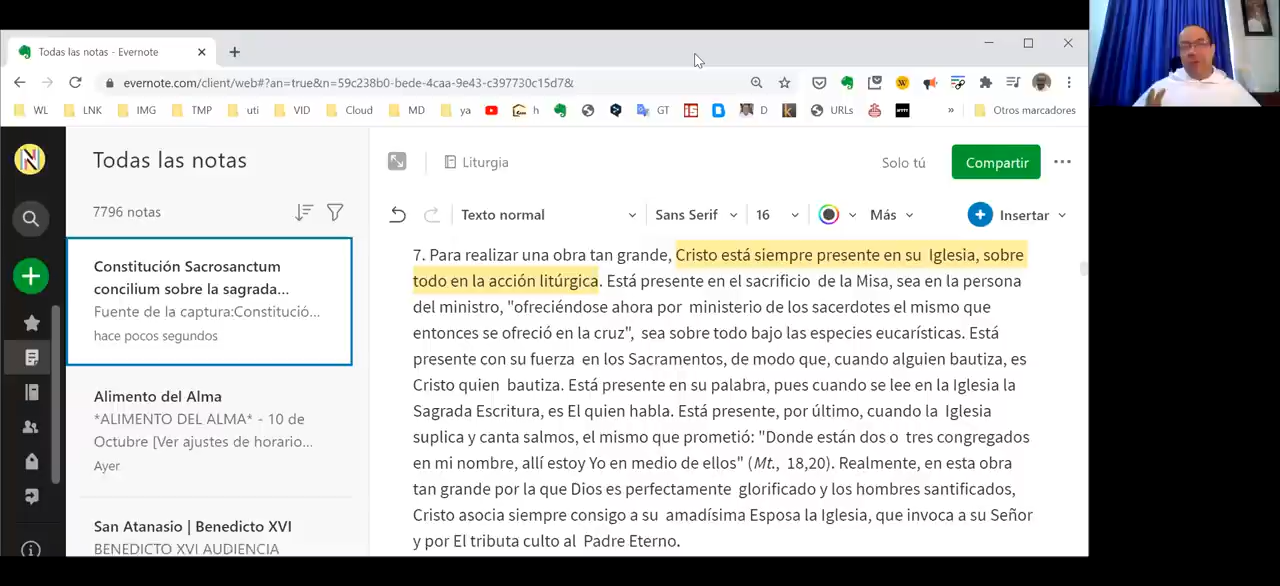 Todas las notas - Evernote
evernote.com/client/web#?an=true&n=59c238b0-bede-4caa-9e43-c397730c15d7&
WL LNK IMG TMP uti VID Cloud MD ya h GT D URLs » Otros marcadores
Todas las notas
7796 notas
Constitución Sacrosanctum
concilium sobre la sagrada...
Fuente de la captura:Constitució...
hace pocos segundos
Alimento del Alma
*ALIMENTO DEL ALMA* - 10 de
Octubre [Ver ajustes de horario...
Ayer
San Atanasio | Benedicto XVI
BENEDICTO XVI AUDIENCIA
Liturgia
Solo tú
Compartir
Texto normal Sans Serif 16 Más Insertar
7. Para realizar una obra tan grande, Cristo está siempre presente en su Iglesia, sobre
todo en la acción litúrgica. Está presente en el sacrificio de la Misa, sea en la persona
del ministro, "ofreciéndose ahora por ministerio de los sacerdotes el mismo que
entonces se ofreció en la cruz", sea sobre todo bajo las especies eucarísticas. Está
presente con su fuerza en los Sacramentos, de modo que, cuando alguien bautiza, es
Cristo quien bautiza. Está presente en su palabra, pues cuando se lee en la Iglesia la
Sagrada Escritura, es El quien habla. Está presente, por último, cuando la Iglesia
suplica y canta salmos, el mismo que prometió: "Donde están dos o tres congregados
en mi nombre, allí estoy Yo en medio de ellos" (Mt., 18,20). Realmente, en esta obra
tan grande por la que Dios es perfectamente glorificado y los hombres santificados,
Cristo asocia siempre consigo a su amadísima Esposa la Iglesia, que invoca a su Señor
y por El tributa culto al Padre Eterno.